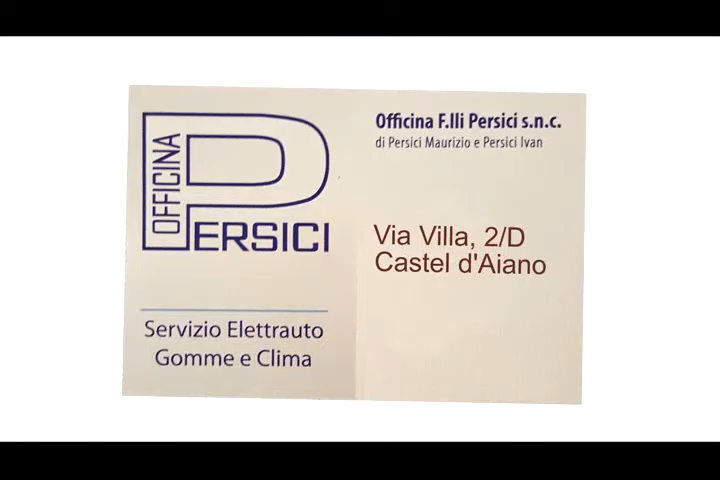 OFFICINA
PERSICI
Servizio Elettrauto
Gomme e Clima
Officina F.lli Persici s.n.c.
di Persici Maurizio e Persici Ivan
Via Villa, 2/D
Castel d'Aiano